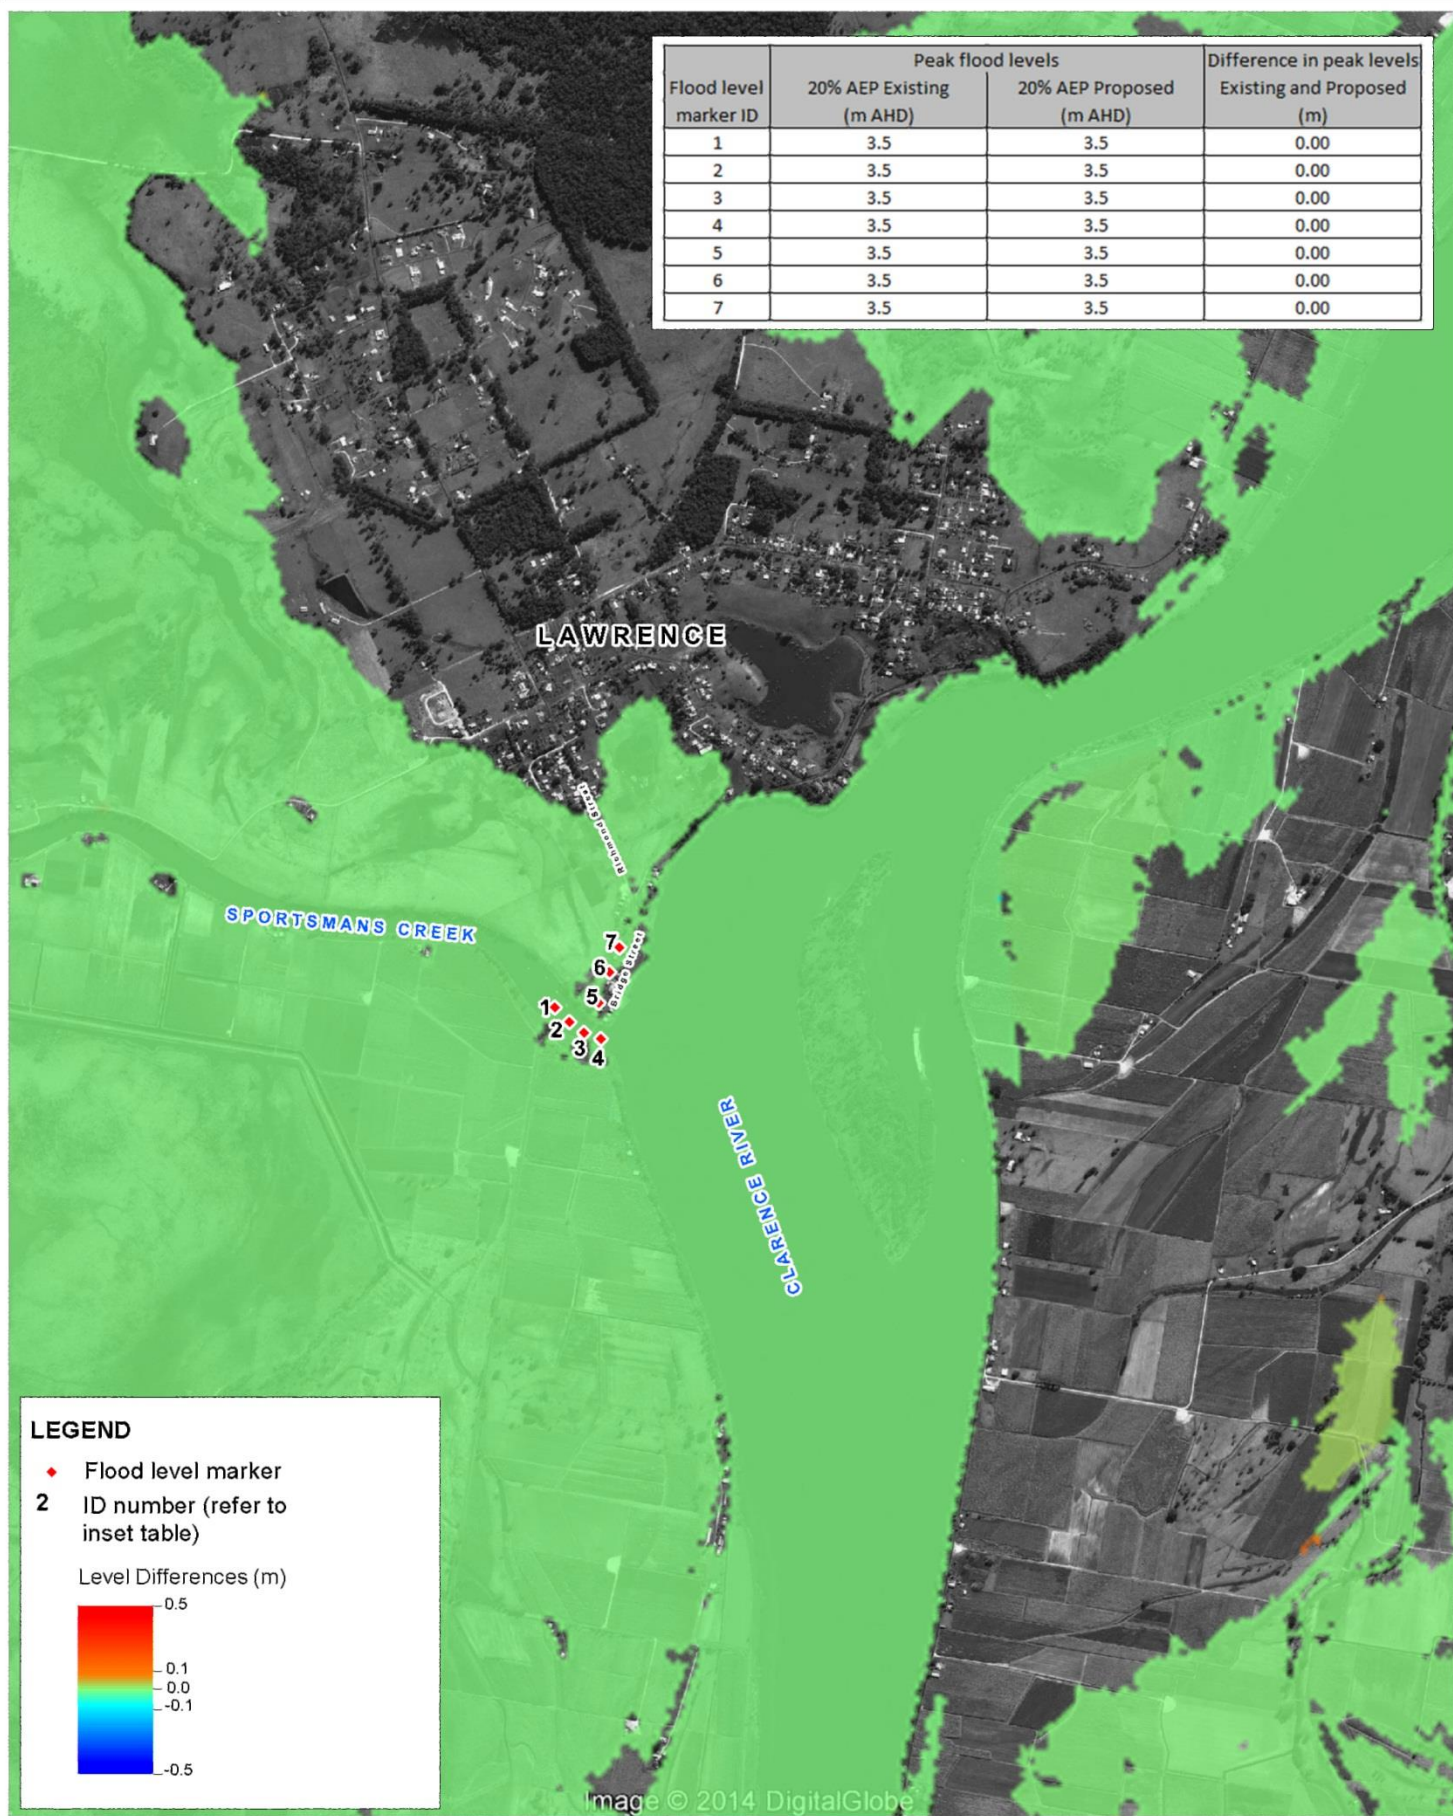 Peak flood levels Difference in peak levels
Flood level 20% AEP Existing 20% AEP Proposed Existing and Proposed
marker ID (m AHD) (m AHD) (m)
1 3.5 3.5 0.00
2 3.5 3.5 0.00
3 3.5 3.5 0.00
4 3.5 3.5 0.00
5 3.5 3.5 0.00
6 3.5 3.5 0.00
7 3.5 3.5 0.00
LAWRENCE
Richmond Street
SPORTSMANS CREEK
7
6
Bridge Street
5
1
2
3
4
CLARENCE RIVER
LEGEND
Flood level marker
2 ID number (refer to
inset table)
Level Differences (m)
0.5
0.1
0.0
-0.1
-0.5
Image © 2014 DigitalGlobe